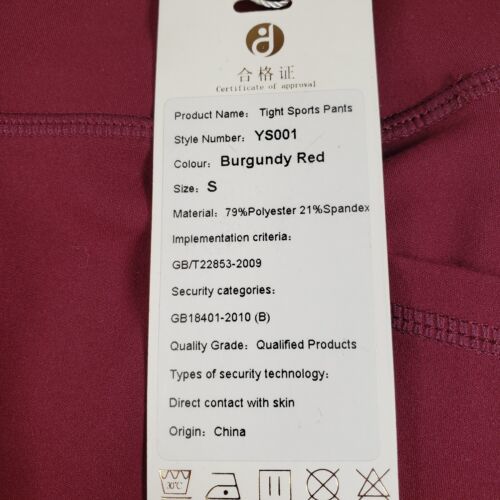 合格证
Certificate of approval
Product Name: Tight Sports Pants
Style Number: YS001
Colour: Burgundy Red
Size: S
Material: 79%Polyester 21%Spandex
Implementation criteria:
GB/T22853-2009
Security categories:
GB18401-2010 (B)
Quality Grade: Qualified Products
Types of security technology:
Direct contact with skin
Origin: China
30°C